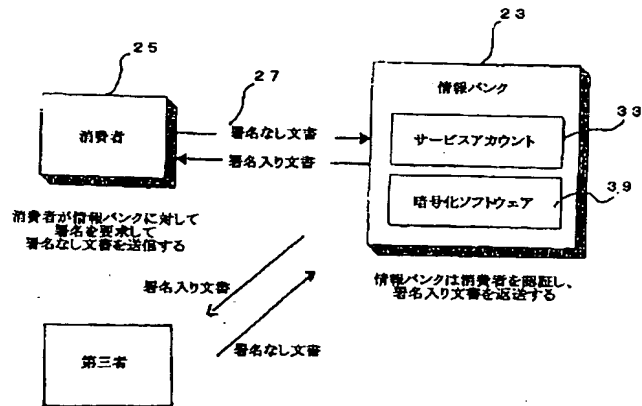 25
27
23
消費者
情報バンク
署名なし文書
署名入り文書
サービスアカウント
33
暗号化ソフトウェア
39
消費者が情報バンクに対して
署名を要求して
署名なし文書を送信する
情報バンクは消費者を認証し、
署名入り文書を返送する
署名入り文書
署名なし文書
第三者